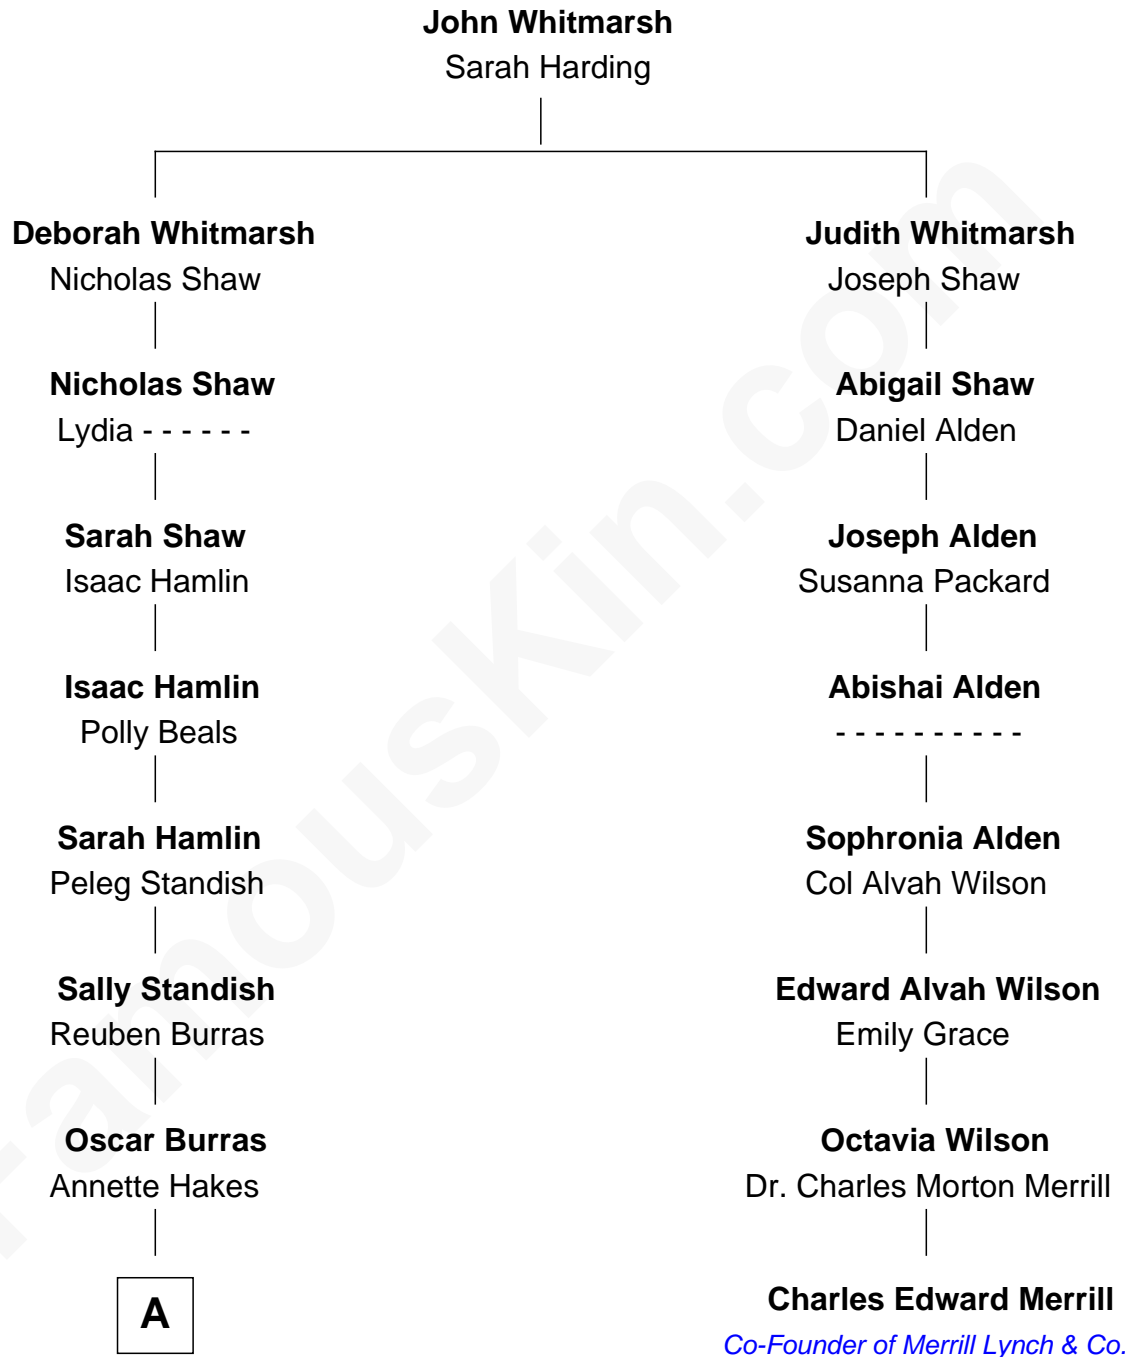 John Whitmarsh
Sarah Harding
Deborah Whitmarsh
Nicholas Shaw
Judith Whitmarsh
Joseph Shaw
Nicholas Shaw
Lydia - - - - - -
Abigail Shaw
Daniel Alden
Sarah Shaw
Isaac Hamlin
Joseph Alden
Susanna Packard
Isaac Hamlin
Polly Beals
Abishai Alden
- - - - - - - - - -
Sarah Hamlin
Peleg Standish
Sophronia Alden
Col Alvah Wilson
Sally Standish
Reuben Burras
Edward Alvah Wilson
Emily Grace
Oscar Burras
Annette Hakes
Octavia Wilson
Dr. Charles Morton Merrill
A
Charles Edward Merrill
Co-Founder of Merrill Lynch & Co.
FamousKin.com